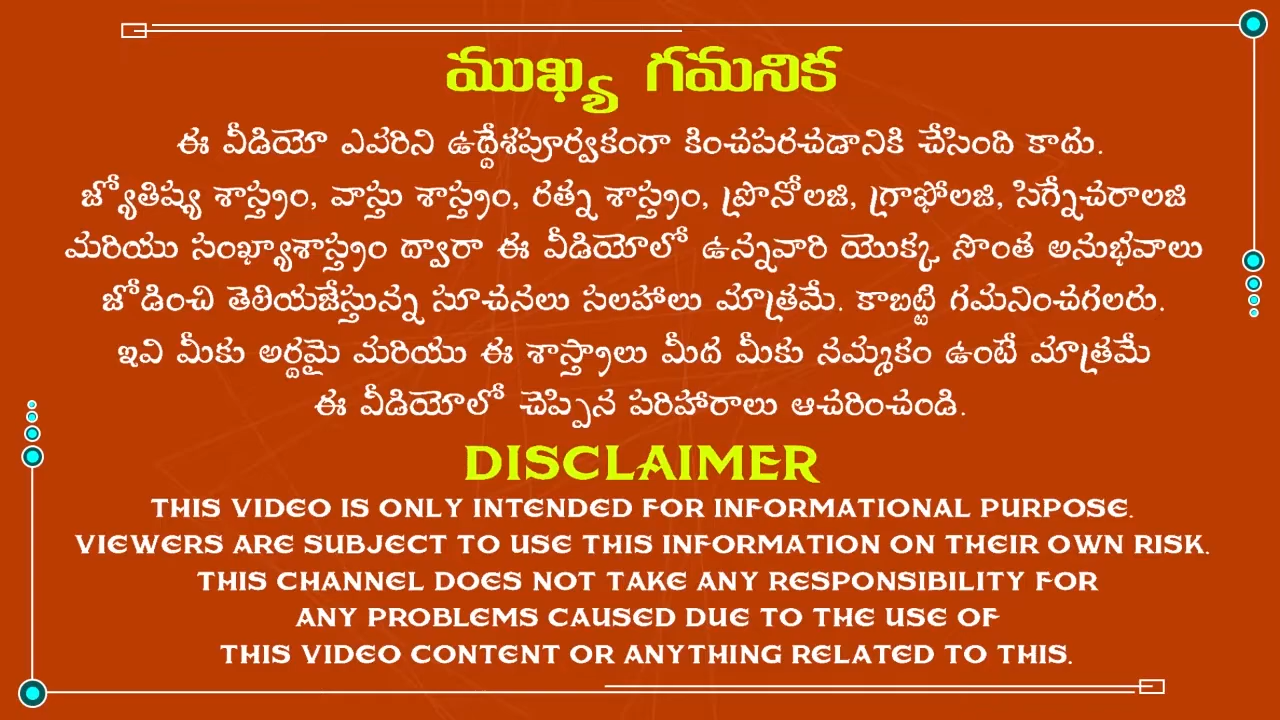 ముఖ్య గమనిక
ఈ వీడియో ఎవరిని ఉద్దేశపూర్వకంగా కించపరచడానికి చేసింది కాదు.
జ్యోతిష్య శాస్త్రం, వాస్తు శాస్త్రం, రత్న శాస్త్రం, ప్రొనోలజి, గ్రాఫోలజి, సిగ్నేచరాలజి
మరియు సంఖ్యాశాస్త్రం ద్వారా ఈ వీడియోలో ఉన్నవారి యొక్క సొంత అనుభవాలు
జోడించి తెలియజేస్తున్న సూచనలు సలహాలు మాత్రమే. కాబట్టి గమనించగలరు.
ఇవి మీకు అర్థమై మరియు ఈ శాస్త్రాలు మీద మీకు నమ్మకం ఉంటే మాత్రమే
ఈ వీడియోలో చెప్పిన పరిహారాలు ఆచరించండి.
DISCLAIMER
THIS VIDEO IS ONLY INTENDED FOR INFORMATIONAL PURPOSE.
VIEWERS ARE SUBJECT TO USE THIS INFORMATION ON THEIR OWN RISK.
THIS CHANNEL DOES NOT TAKE ANY RESPONSIBILITY FOR
ANY PROBLEMS CAUSED DUE TO THE USE OF
THIS VIDEO CONTENT OR ANYTHING RELATED TO THIS.